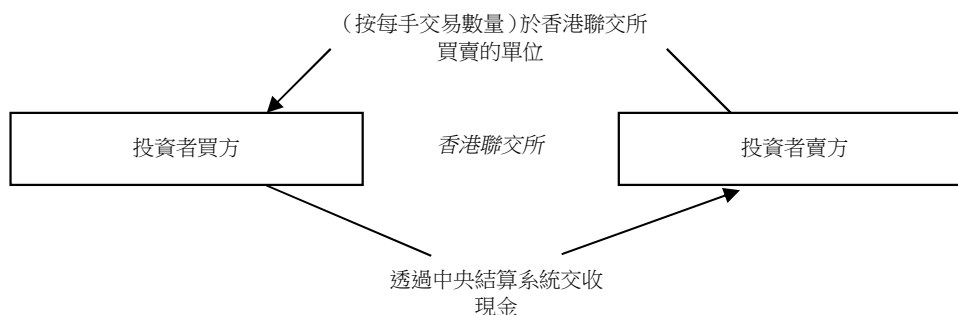 （按每手交易數量）於香港聯交所
買賣的單位
投資者買方
香港聯交所
投資者賣方
透過中央結算系統交收
現金